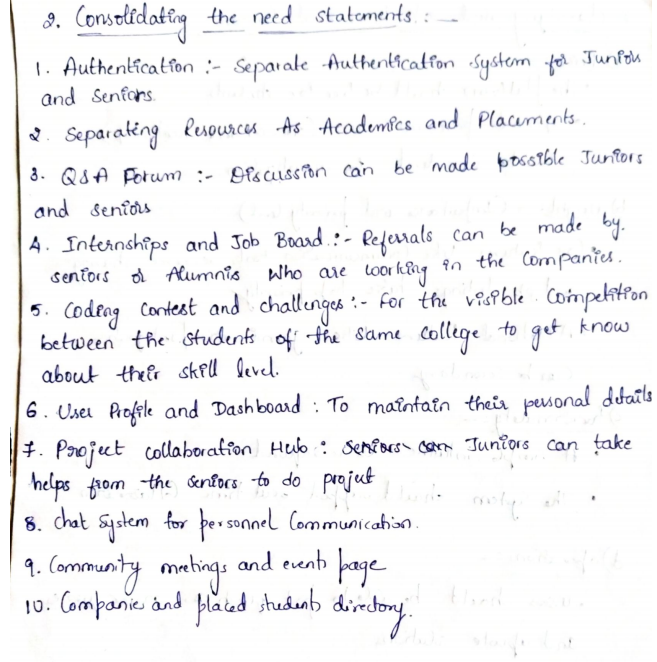 2. Consolidating the need statements : -
1. Authentication :- Separate Authentication system for Juniors
and Seniors.
2. Separating Resources As Academics and Placements.
3. Q&A Forum :- Discussion can be made possible Juniors
and seniors
4. Internships and Job Board :- Referrals can be made by
seniors or Alumnis who are working in the Companies.
5. Coding Contest and challenges :- For the visible Competition
between the students of the same college to get know
about their skill level.
6. User Profile and Dashboard : To maintain their personal details
7. Project collaboration Hub : Juniors can take
helps from the seniors to do project
8. Chat System for personnel Communication.
9. Community meetings and event page
10. Companie and placed students directory.